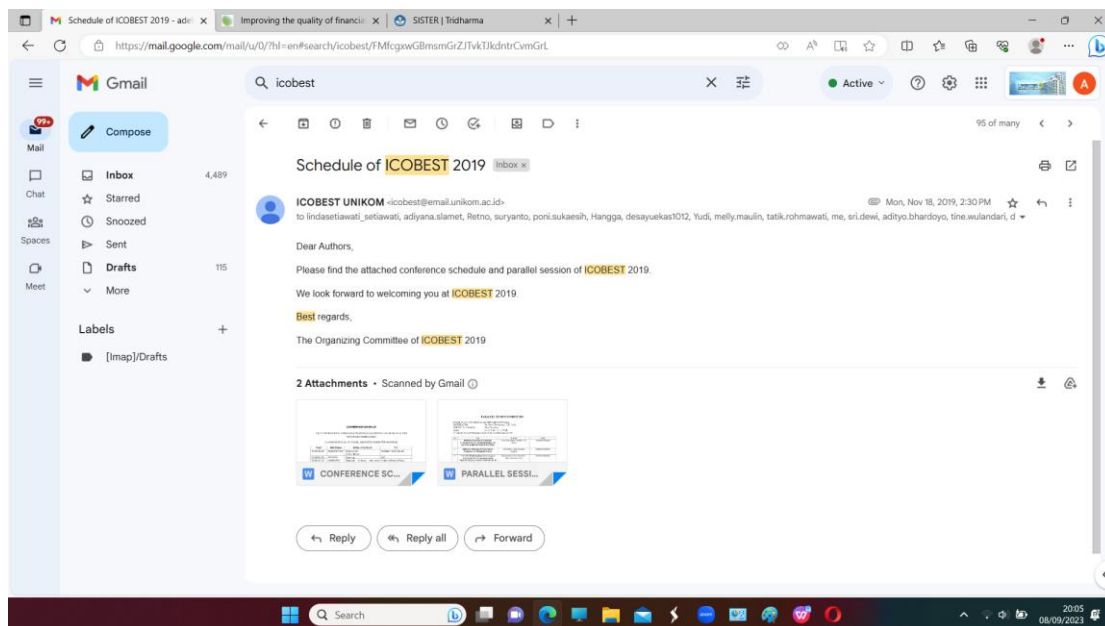 Schedule of ICOBEST 2019 - adel
Improving the quality of financia
SISTER | Tridharma
https://mail.google.com/mail/u/0/?hl=en#search/icobest/FMfcgxwGBmsmGrZJTvkTJkdntrCvmGrL
Gmail
icobest
Active
A
99+
Mail
Chat
Spaces
Meet
Compose
Inbox 4,489
Starred
Snoozed
Sent
Drafts 115
More
Labels
[Imap]/Drafts
95 of many
Schedule of ICOBEST 2019 Inbox x
ICOBEST UNIKOM <icobest@email.unikom.ac.id> Mon, Nov 18, 2019, 2:30 PM
to lindasetiawati_setiawati, adiyana.slamet, Retno, suryanto, poni.sukaesih, Hangga, desayuekas1012, Yudi, melly.maulin, tatik.rohmawati, me, sri.dewi, adityo.bhardoyo, tine.wulandari, d
Dear Authors,
Please find the attached conference schedule and parallel session of ICOBEST 2019.
We look forward to welcoming you at ICOBEST 2019.
Best regards,
The Organizing Committee of ICOBEST 2019
2 Attachments • Scanned by Gmail
CONFERENCE SC...
PARALLEL SESSI...
Reply
Reply all
Forward
Search
20:05
08/09/2023